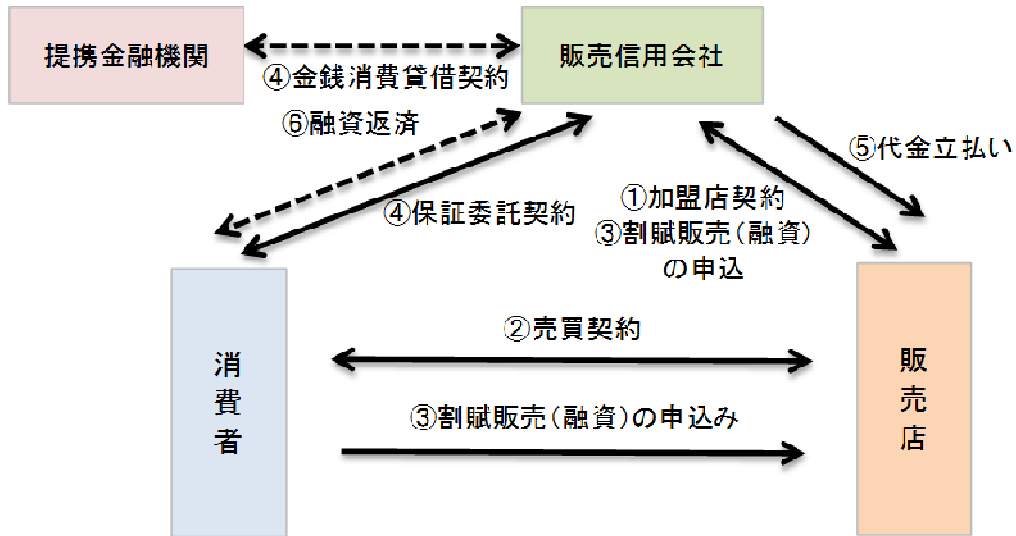 提携金融機関
販売信用会社
④金銭消費貸借契約
⑥融資返済
⑤代金立払い
④保証委託契約
①加盟店契約
③割賦販売(融資)
の申込
②売買契約
③割賦販売(融資)の申込み
消費者
販売店